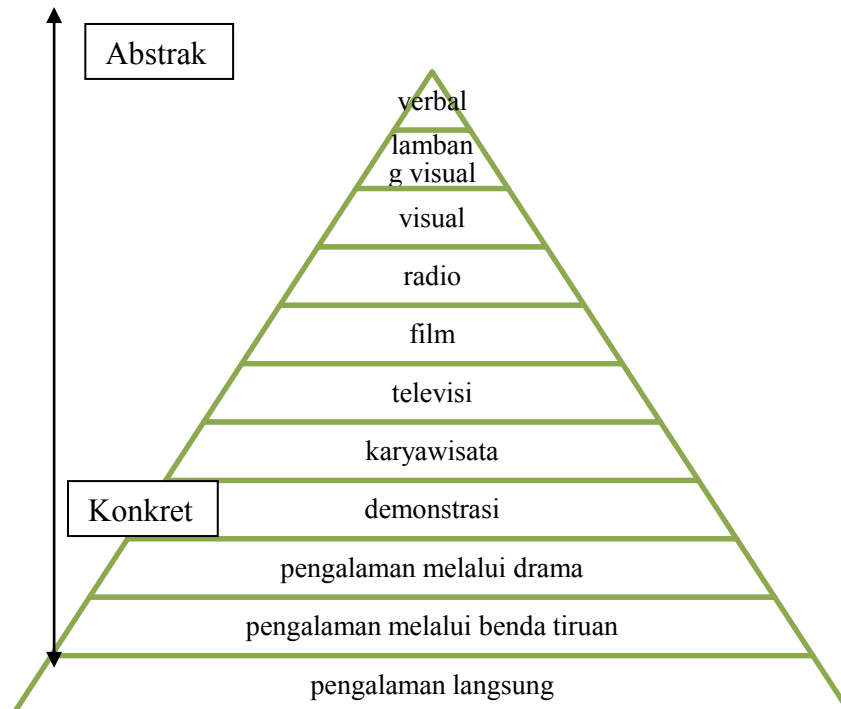 Abstrak
verbal
lamban
g visual
visual
radio
film
televisi
karyawisata
Konkret
demonstrasi
pengalaman melalui drama
pengalaman melalui benda tiruan
pengalaman langsung